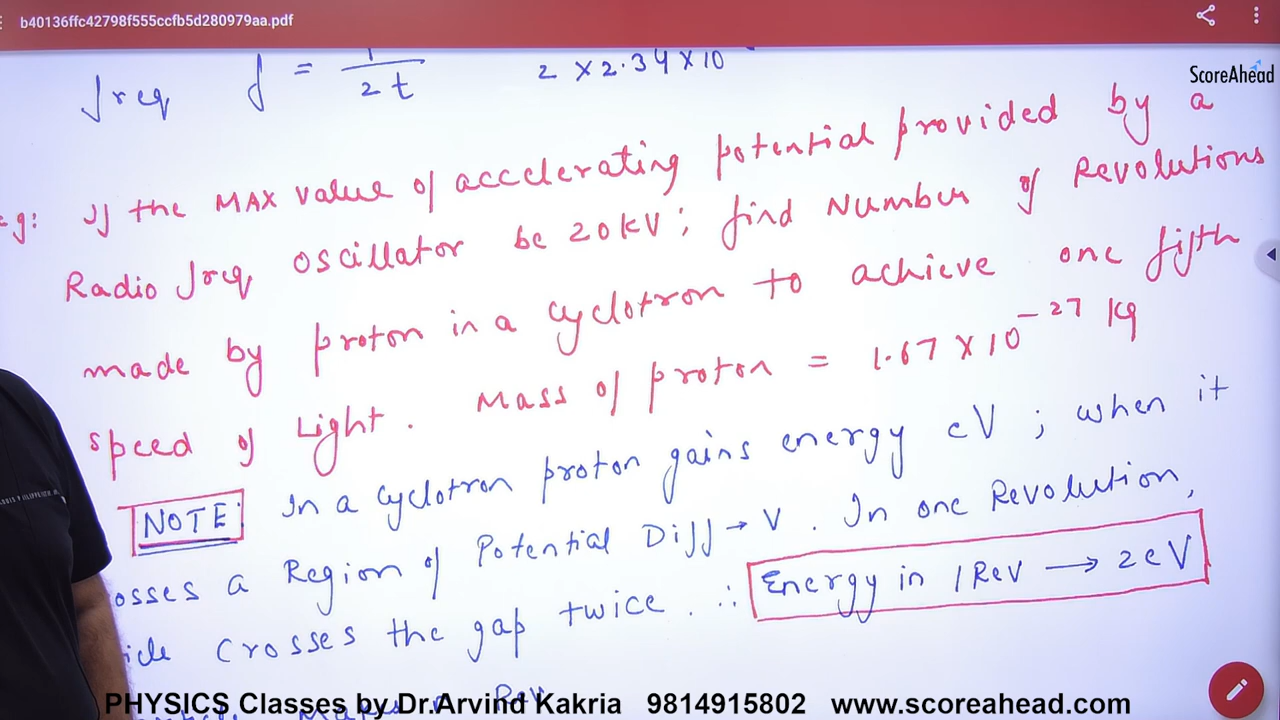 b40136ffc42798f555ccfb5d280979aa.pdf
ScoreAhead
freq f = 1/2t 2 × 2.34 × 10
eg: If the MAX value of accelerating potential provided by a
Radio freq oscillator be 20kV; find Number of Revolutions
made by proton in a cyclotron to achieve one fifth
speed of Light. Mass of proton = 1.67 × 10⁻²⁷ kg
NOTE: In a cyclotron proton gains energy eV; when it
osses a Region of Potential Diff → V. In one Revolution,
icle crosses the gap twice. ∴ Energy in 1 Rev → 2eV
Rev
PHYSICS Classes by Dr.Arvind Kakria 9814915802 www.scoreahead.com